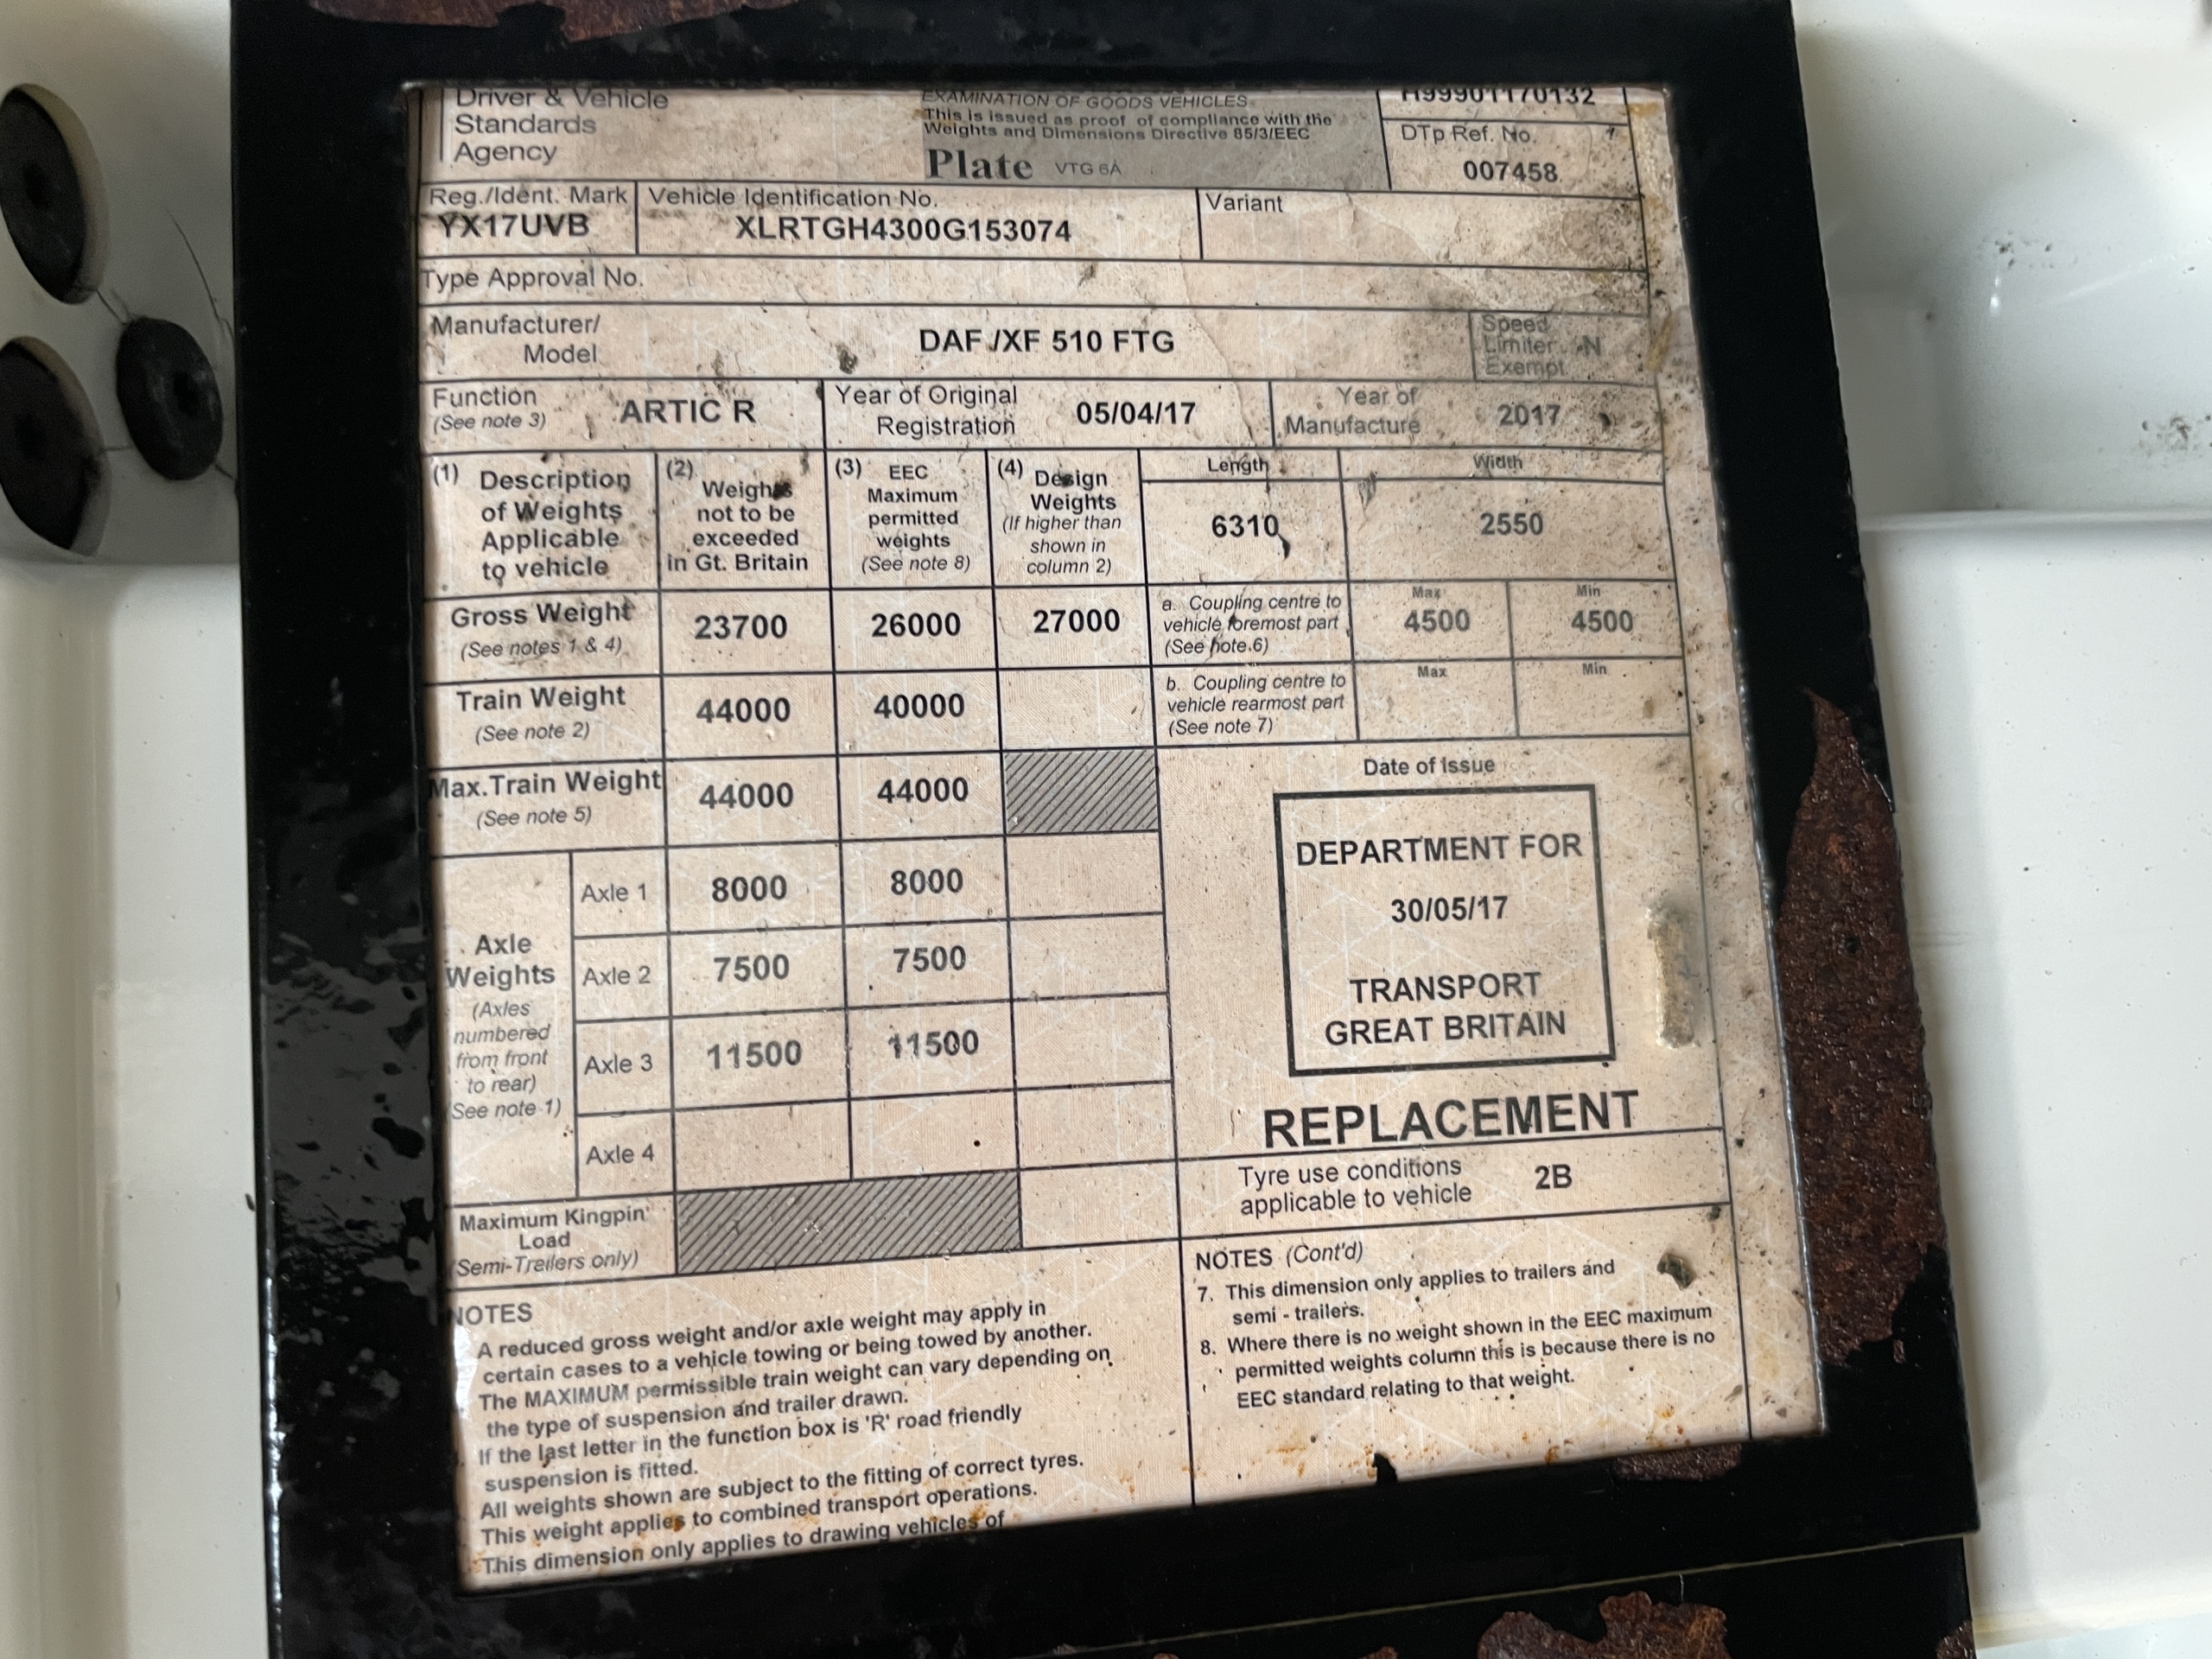 Driver & Vehicle
Standards
Agency
EXAMINATION OF GOODS VEHICLES
This is issued as proof of compliance with the
Weights and Dimensions Directive 85/3/EEC
Plate VTG 6A
H99901170132
DTp Ref. No.
007458
Reg./Ident. Mark
YX17UVB
Vehicle Identification No.
XLRTGH4300G153074
Variant
Type Approval No.
Manufacturer/
Model
DAF /XF 510 FTG
Speed
Limiter N
Exempt
Function
(See note 3)
ARTIC R
Year of Original
Registration
05/04/17
Year of
Manufacture
2017
(1) Description
of Weights
Applicable
to vehicle
(2) Weights
not to be
exceeded
in Gt. Britain
(3) EEC
Maximum
permitted
weights
(See note 8)
(4) Design
Weights
(If higher than
shown in
column 2)
Length
6310
Width
2550
Gross Weight
(See notes 1 & 4)
23700
26000
27000
a. Coupling centre to
vehicle foremost part
(See note 6)
Max
4500
Min
4500
Train Weight
(See note 2)
44000
40000
b. Coupling centre to
vehicle rearmost part
(See note 7)
Max
Min
Max.Train Weight
(See note 5)
44000
44000
Date of Issue
DEPARTMENT FOR
30/05/17
TRANSPORT
GREAT BRITAIN
REPLACEMENT
Axle
Weights
(Axles
numbered
from front
to rear)
(See note 1)
Axle 1
8000
8000
Axle 2
7500
7500
Axle 3
11500
11500
Axle 4
Maximum Kingpin
Load
(Semi-Trailers only)
Tyre use conditions
applicable to vehicle
2B
NOTES
A reduced gross weight and/or axle weight may apply in
certain cases to a vehicle towing or being towed by another.
The MAXIMUM permissible train weight can vary depending on
the type of suspension and trailer drawn.
If the last letter in the function box is 'R' road friendly
suspension is fitted.
All weights shown are subject to the fitting of correct tyres.
This weight applies to combined transport operations.
This dimension only applies to drawing vehicles of
NOTES (Cont'd)
7. This dimension only applies to trailers and
semi - trailers.
8. Where there is no weight shown in the EEC maximum
permitted weights column this is because there is no
EEC standard relating to that weight.